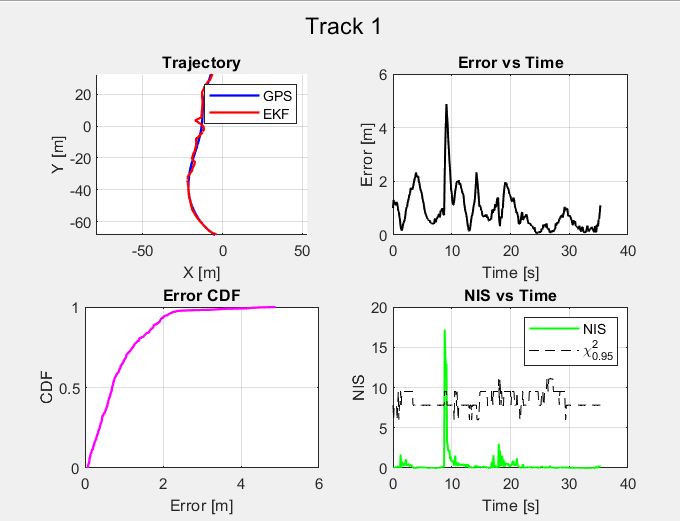 Track 1
Trajectory
Y [m]
20
0
-20
-40
-60
-50
0
50
X [m]
GPS
EKF
Error vs Time
Error [m]
6
4
2
0
0
10
20
30
40
Time [s]
Error CDF
CDF
1
0.5
0
0
2
4
6
Error [m]
NIS vs Time
NIS
20
15
10
5
0
0
10
20
30
40
Time [s]
NIS
χ²0.95